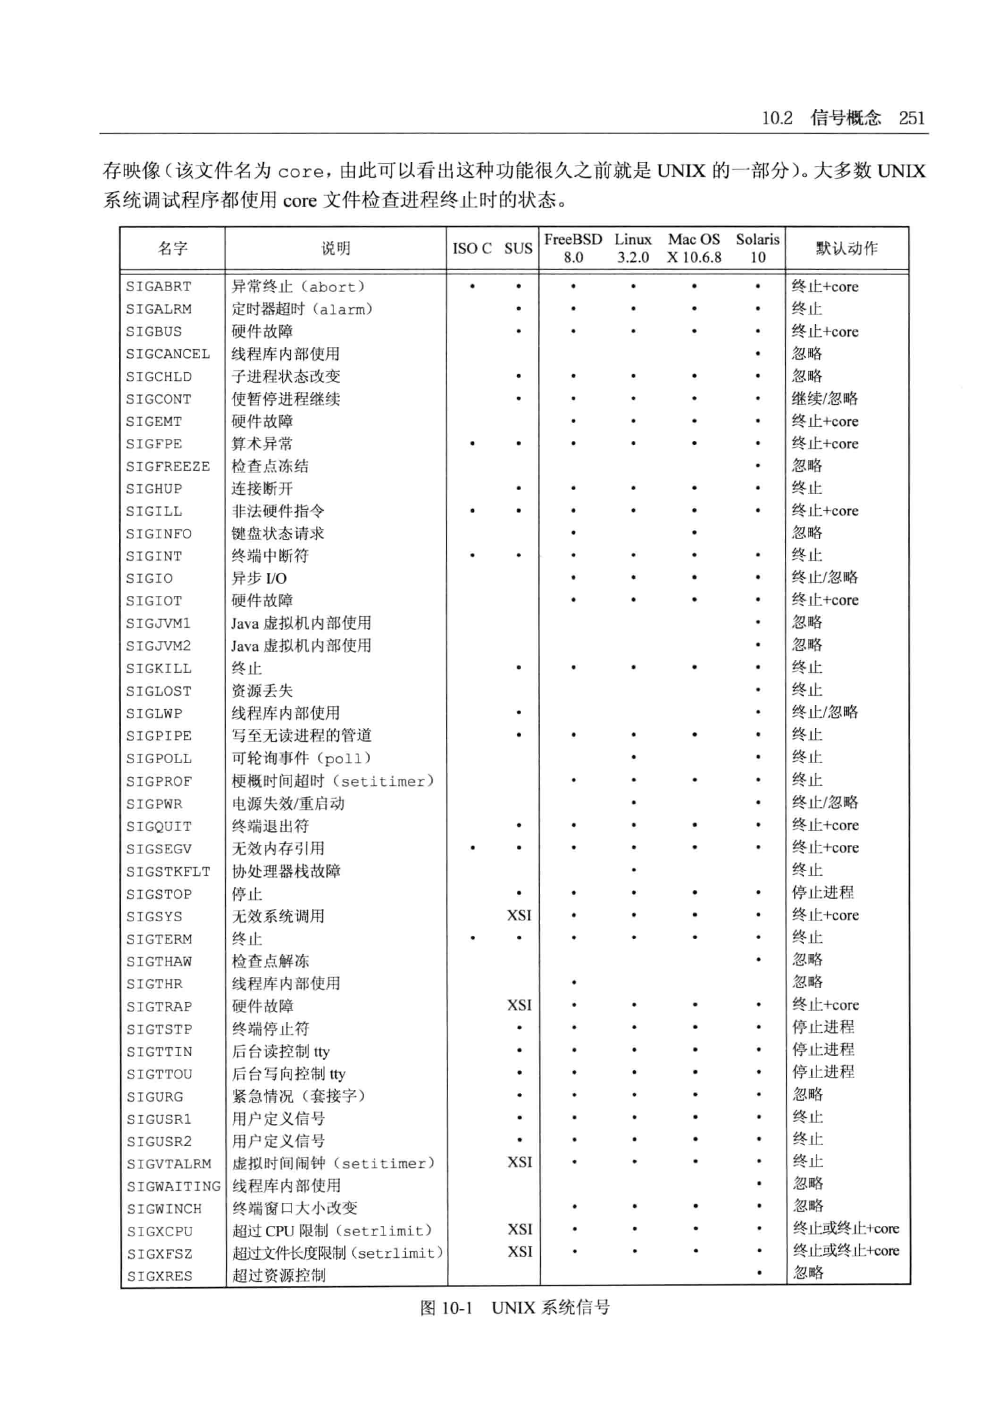 10.2 信号概念 251
存映像（该文件名为 core，由此可以看出这种功能很久之前就是 UNIX 的一部分）。大多数 UNIX
系统调试程序都使用 core 文件检查进程终止时的状态。
名字 说明 ISO C SUS FreeBSD 8.0 Linux 3.2.0 Mac OS X 10.6.8 Solaris 10 默认动作
SIGABRT 异常终止（abort） • • • • • • 终止+core
SIGALRM 定时器超时（alarm） • • • • • 终止
SIGBUS 硬件故障 • • • • • 终止+core
SIGCANCEL 线程库内部使用 • 忽略
SIGCHLD 子进程状态改变 • • • • • 忽略
SIGCONT 使暂停进程继续 • • • • • 继续/忽略
SIGEMT 硬件故障 • • • • 终止+core
SIGFPE 算术异常 • • • • • • 终止+core
SIGFREEZE 检查点冻结 • 忽略
SIGHUP 连接断开 • • • • • 终止
SIGILL 非法硬件指令 • • • • • • 终止+core
SIGINFO 键盘状态请求 • • 忽略
SIGINT 终端中断符 • • • • • • 终止
SIGIO 异步 I/O • • • • 终止/忽略
SIGIOT 硬件故障 • • • • 终止+core
SIGJVM1 Java 虚拟机内部使用 • 忽略
SIGJVM2 Java 虚拟机内部使用 • 忽略
SIGKILL 终止 • • • • • 终止
SIGLOST 资源丢失 • 终止
SIGLWP 线程库内部使用 • • 终止/忽略
SIGPIPE 写至无读进程的管道 • • • • • 终止
SIGPOLL 可轮询事件（poll） • • 终止
SIGPROF 梗概时间超时（setitimer） • • • • 终止
SIGPWR 电源失效/重启动 • • 终止/忽略
SIGQUIT 终端退出符 • • • • • 终止+core
SIGSEGV 无效内存引用 • • • • • • 终止+core
SIGSTKFLT 协处理器栈故障 • 终止
SIGSTOP 停止 • • • • • 停止进程
SIGSYS 无效系统调用 XSI • • • • 终止+core
SIGTERM 终止 • • • • • • 终止
SIGTHAW 检查点解冻 • 忽略
SIGTHR 线程库内部使用 • 忽略
SIGTRAP 硬件故障 XSI • • • • 终止+core
SIGTSTP 终端停止符 • • • • • 停止进程
SIGTTIN 后台读控制 tty • • • • • 停止进程
SIGTTOU 后台写向控制 tty • • • • • 停止进程
SIGURG 紧急情况（套接字） • • • • • 忽略
SIGUSR1 用户定义信号 • • • • • 终止
SIGUSR2 用户定义信号 • • • • • 终止
SIGVTALRM 虚拟时间闹钟（setitimer） XSI • • • • 终止
SIGWAITING 线程库内部使用 • 忽略
SIGWINCH 终端窗口大小改变 • • • • 忽略
SIGXCPU 超过 CPU 限制（setrlimit） XSI • • • • 终止或终止+core
SIGXFSZ 超过文件长度限制（setrlimit） XSI • • • • 终止或终止+core
SIGXRES 超过资源控制 • 忽略
图 10-1 UNIX 系统信号